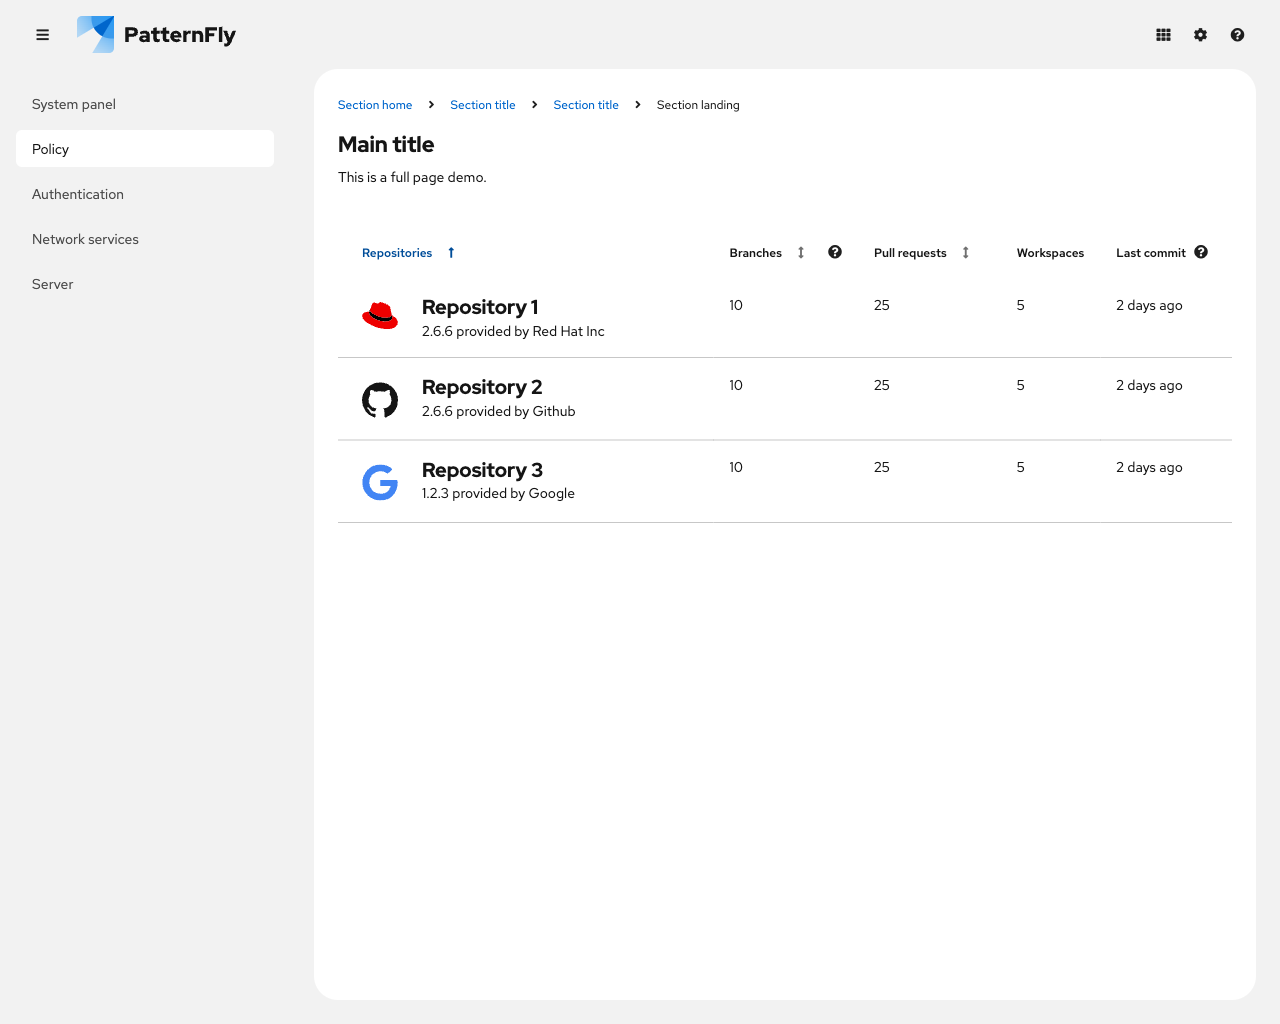 PatternFly
System panel
Policy
Authentication
Network services
Server
Section home Section title Section title Section landing
Main title
This is a full page demo.
Repositories Branches Pull requests Workspaces Last commit
Repository 1 10 25 5 2 days ago
2.6.6 provided by Red Hat Inc
Repository 2 10 25 5 2 days ago
2.6.6 provided by Github
Repository 3 10 25 5 2 days ago
1.2.3 provided by Google